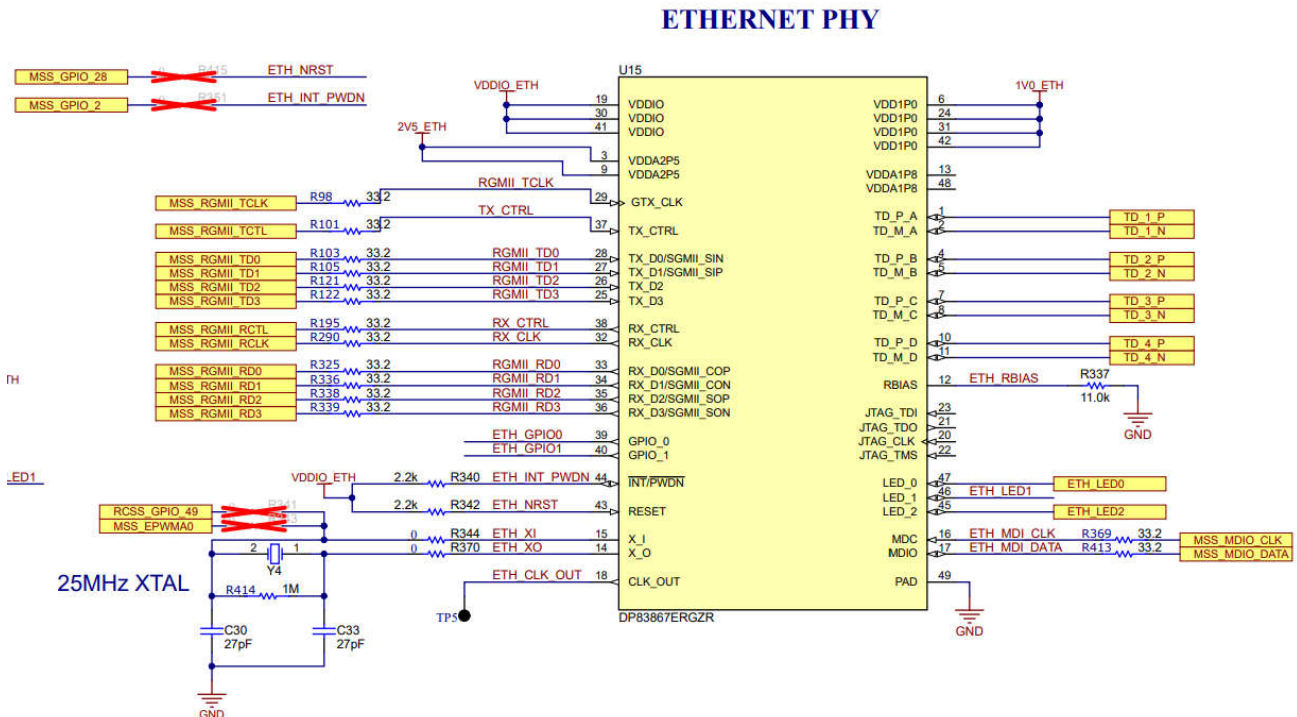 ETHERNET PHY
MSS_GPIO_28 0 R415 ETH_NRST
MSS_GPIO_2 0 R351 ETH_INT_PWDN
U15
VDDIO_ETH 1V0_ETH
19 VDDIO VDD1P0 6
30 VDDIO VDD1P0 24
41 VDDIO VDD1P0 31
VDD1P0 42
2V5_ETH
3 VDDA2P5
9 VDDA2P5 VDDA1P8 13
VDDA1P8 48
MSS_RGMII_TCLK R98 33.2 RGMII_TCLK 29 GTX_CLK
MSS_RGMII_TCTL R101 33.2 TX_CTRL 37 TX_CTRL
TD_P_A 1 TD_1_P
TD_M_A 2 TD_1_N
MSS_RGMII_TD0 R103 33.2 RGMII_TD0 28 TX_D0/SGMII_SIN TD_P_B 4 TD_2_P
MSS_RGMII_TD1 R105 33.2 RGMII_TD1 27 TX_D1/SGMII_SIP TD_M_B 5 TD_2_N
MSS_RGMII_TD2 R121 33.2 RGMII_TD2 26 TX_D2
MSS_RGMII_TD3 R122 33.2 RGMII_TD3 25 TX_D3 TD_P_C 7 TD_3_P
TD_M_C 8 TD_3_N
MSS_RGMII_RCTL R195 33.2 RX_CTRL 38 RX_CTRL
MSS_RGMII_RCLK R290 33.2 RX_CLK 32 RX_CLK TD_P_D 10 TD_4_P
TD_M_D 11 TD_4_N
MSS_RGMII_RD0 R325 33.2 RGMII_RD0 33 RX_D0/SGMII_COP
TH MSS_RGMII_RD1 R336 33.2 RGMII_RD1 34 RX_D1/SGMII_CON RBIAS 12 ETH_RBIAS R337 11.0k GND
MSS_RGMII_RD2 R338 33.2 RGMII_RD2 35 RX_D2/SGMII_SOP
MSS_RGMII_RD3 R339 33.2 RGMII_RD3 36 RX_D3/SGMII_SON JTAG_TDI 23
JTAG_TDO 21
ETH_GPIO0 39 GPIO_0 JTAG_CLK 20
ETH_GPIO1 40 GPIO_1 JTAG_TMS 22
LED1 VDDIO_ETH 2.2k R340 ETH_INT_PWDN 44 INT/PWDN LED_0 47 ETH_LED0
LED_1 46 ETH_LED1
2.2k R342 ETH_NRST 43 RESET LED_2 45 ETH_LED2
RCSS_GPIO_49 R341
MSS_EPWMA0
0 R344 ETH_XI 15 X_I MDC 16 ETH_MDI_CLK R369 33.2 MSS_MDIO_CLK
0 R370 ETH_XO 14 X_O MDIO 17 ETH_MDI_DATA R413 33.2 MSS_MDIO_DATA
2 1
Y4
25MHz XTAL
R414 1M
ETH_CLK_OUT 18 CLK_OUT PAD 49
TP5
DP83867ERGZR
GND
C30 C33
27pF 27pF
GND